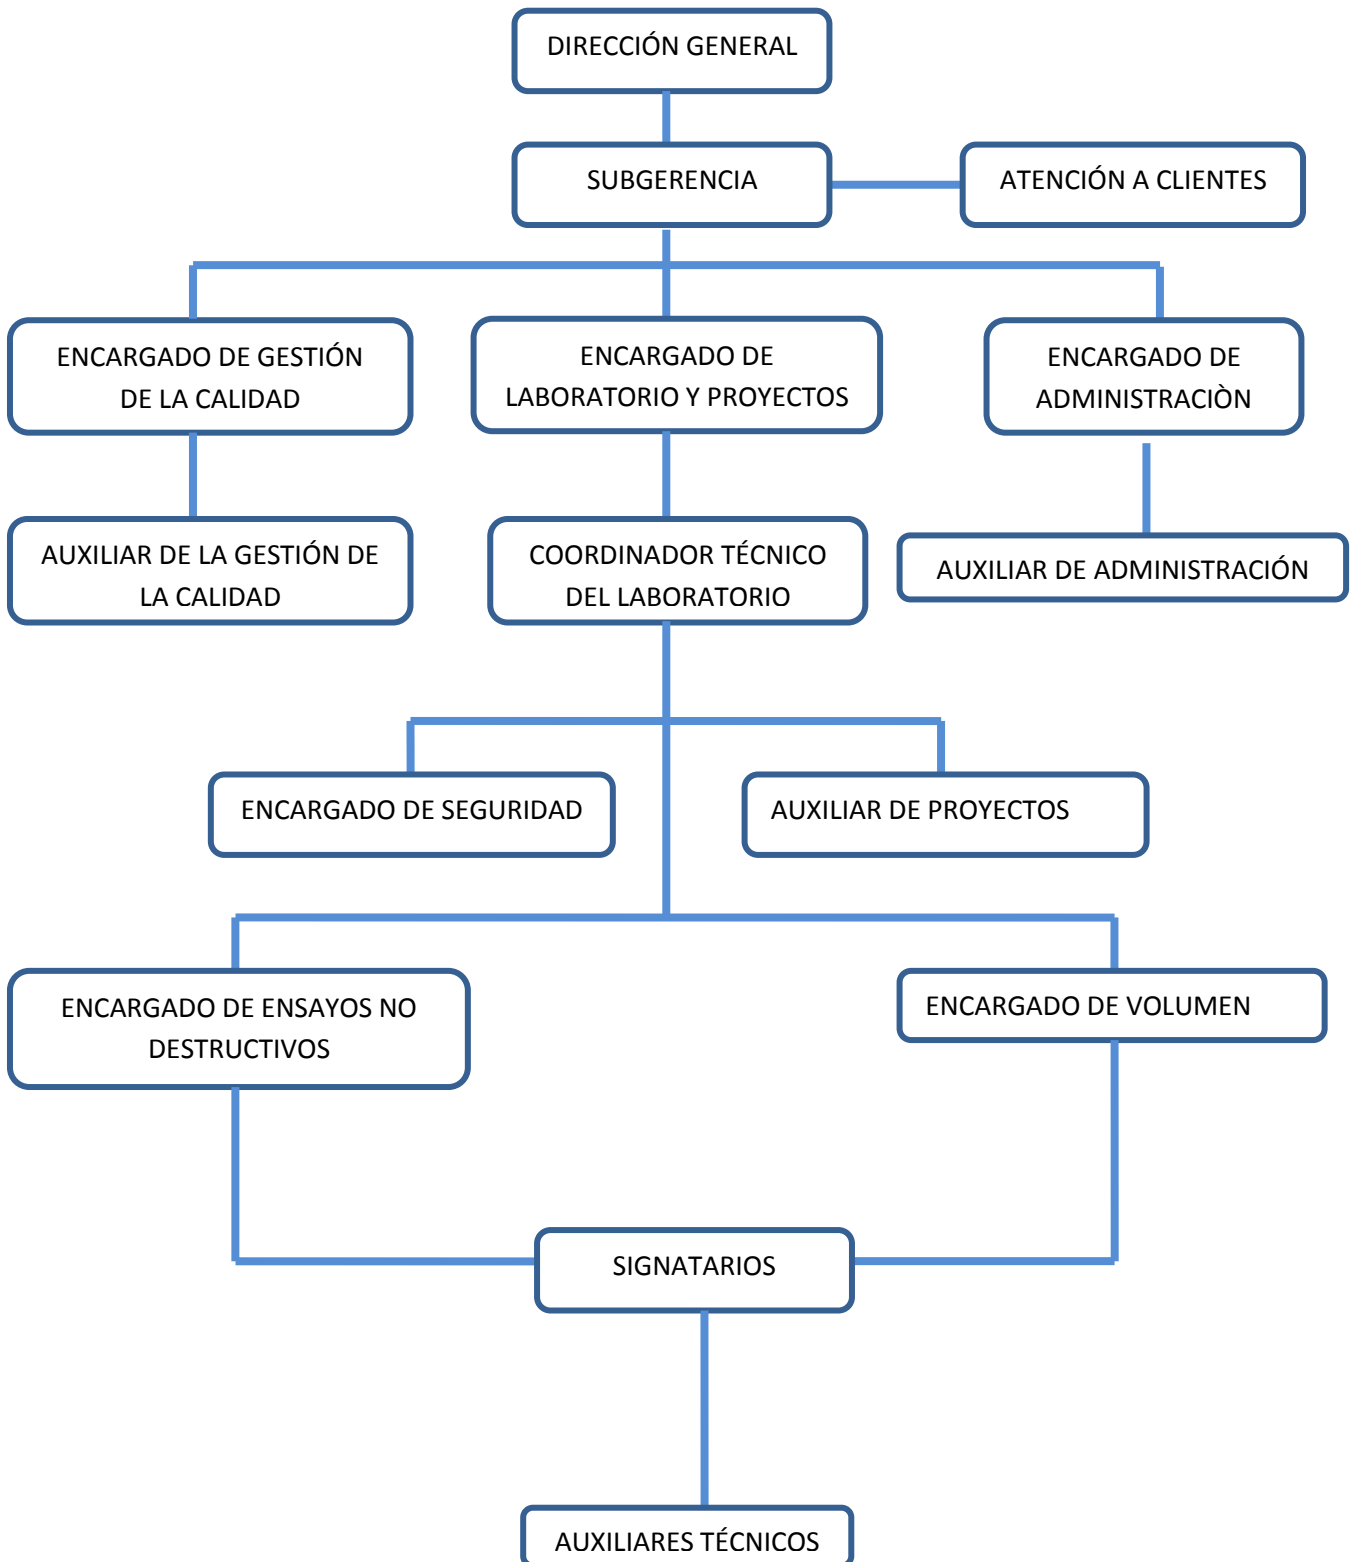 DIRECCIÓN GENERAL
SUBGERENCIA
ATENCIÓN A CLIENTES
ENCARGADO DE GESTIÓN
DE LA CALIDAD
ENCARGADO DE
LABORATORIO Y PROYECTOS
ENCARGADO DE
ADMINISTRACIÒN
AUXILIAR DE LA GESTIÓN DE
LA CALIDAD
COORDINADOR TÉCNICO
DEL LABORATORIO
AUXILIAR DE ADMINISTRACIÓN
ENCARGADO DE SEGURIDAD
AUXILIAR DE PROYECTOS
ENCARGADO DE ENSAYOS NO
DESTRUCTIVOS
ENCARGADO DE VOLUMEN
SIGNATARIOS
AUXILIARES TÉCNICOS